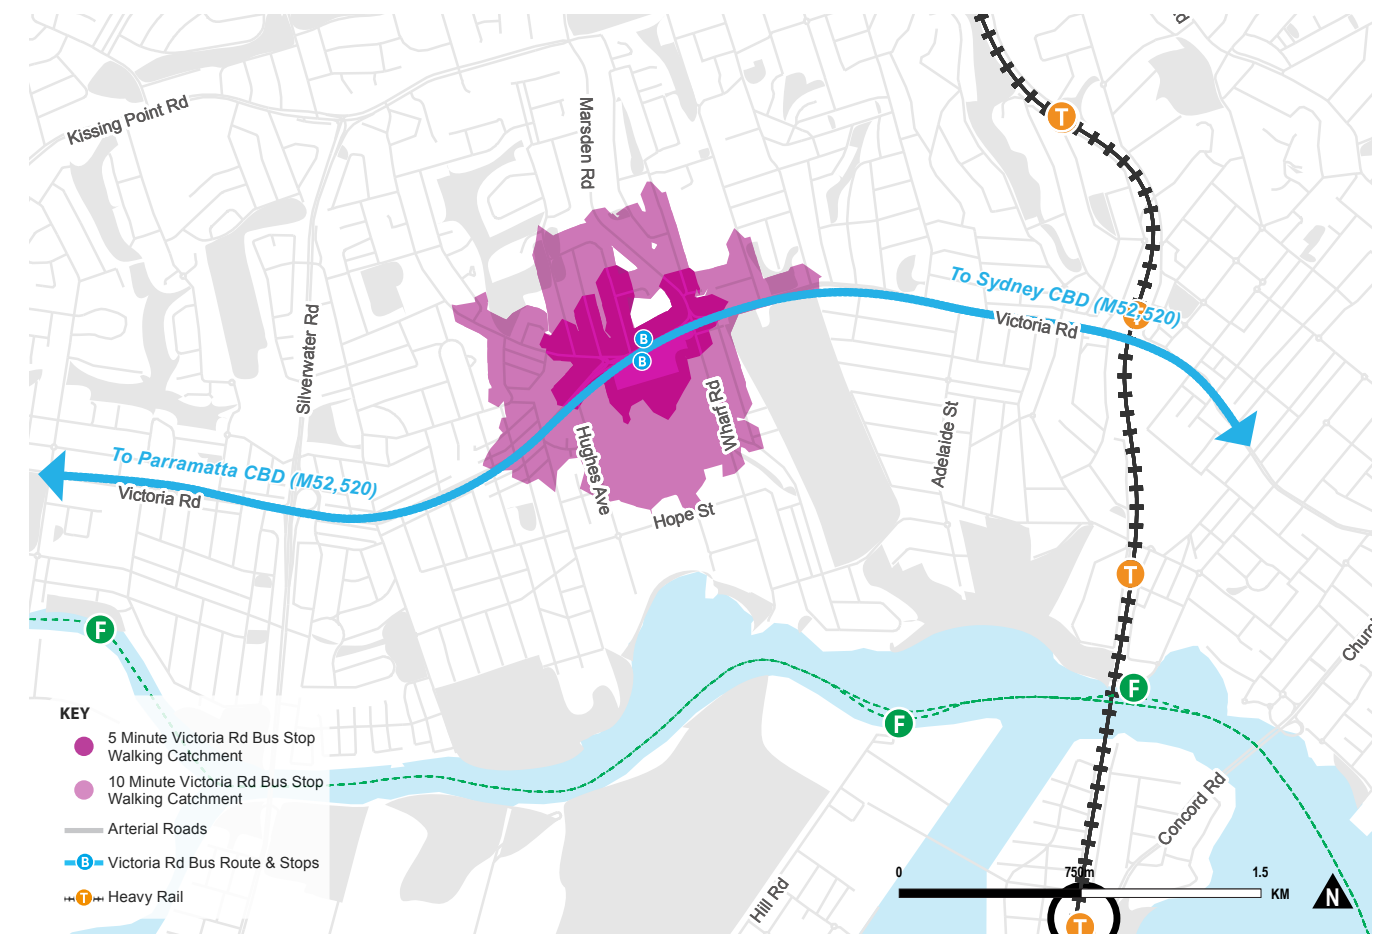 Rd
Kissing Point Rd
Marsden Rd
T
To Sydney CBD (M52,520)
T
Victoria Rd
Silverwater Rd
B
B
Wharf Rd
Adelaide St
Hughes Ave
To Parramatta CBD (M52,520)
Victoria Rd
Hope St
T
F
Church
F
F
KEY
5 Minute Victoria Rd Bus Stop
Walking Catchment
10 Minute Victoria Rd Bus Stop
Walking Catchment
Arterial Roads
B
Victoria Rd Bus Route & Stops
T
Heavy Rail
Concord Rd
Hill Rd
0
750m
1.5
KM
N
T